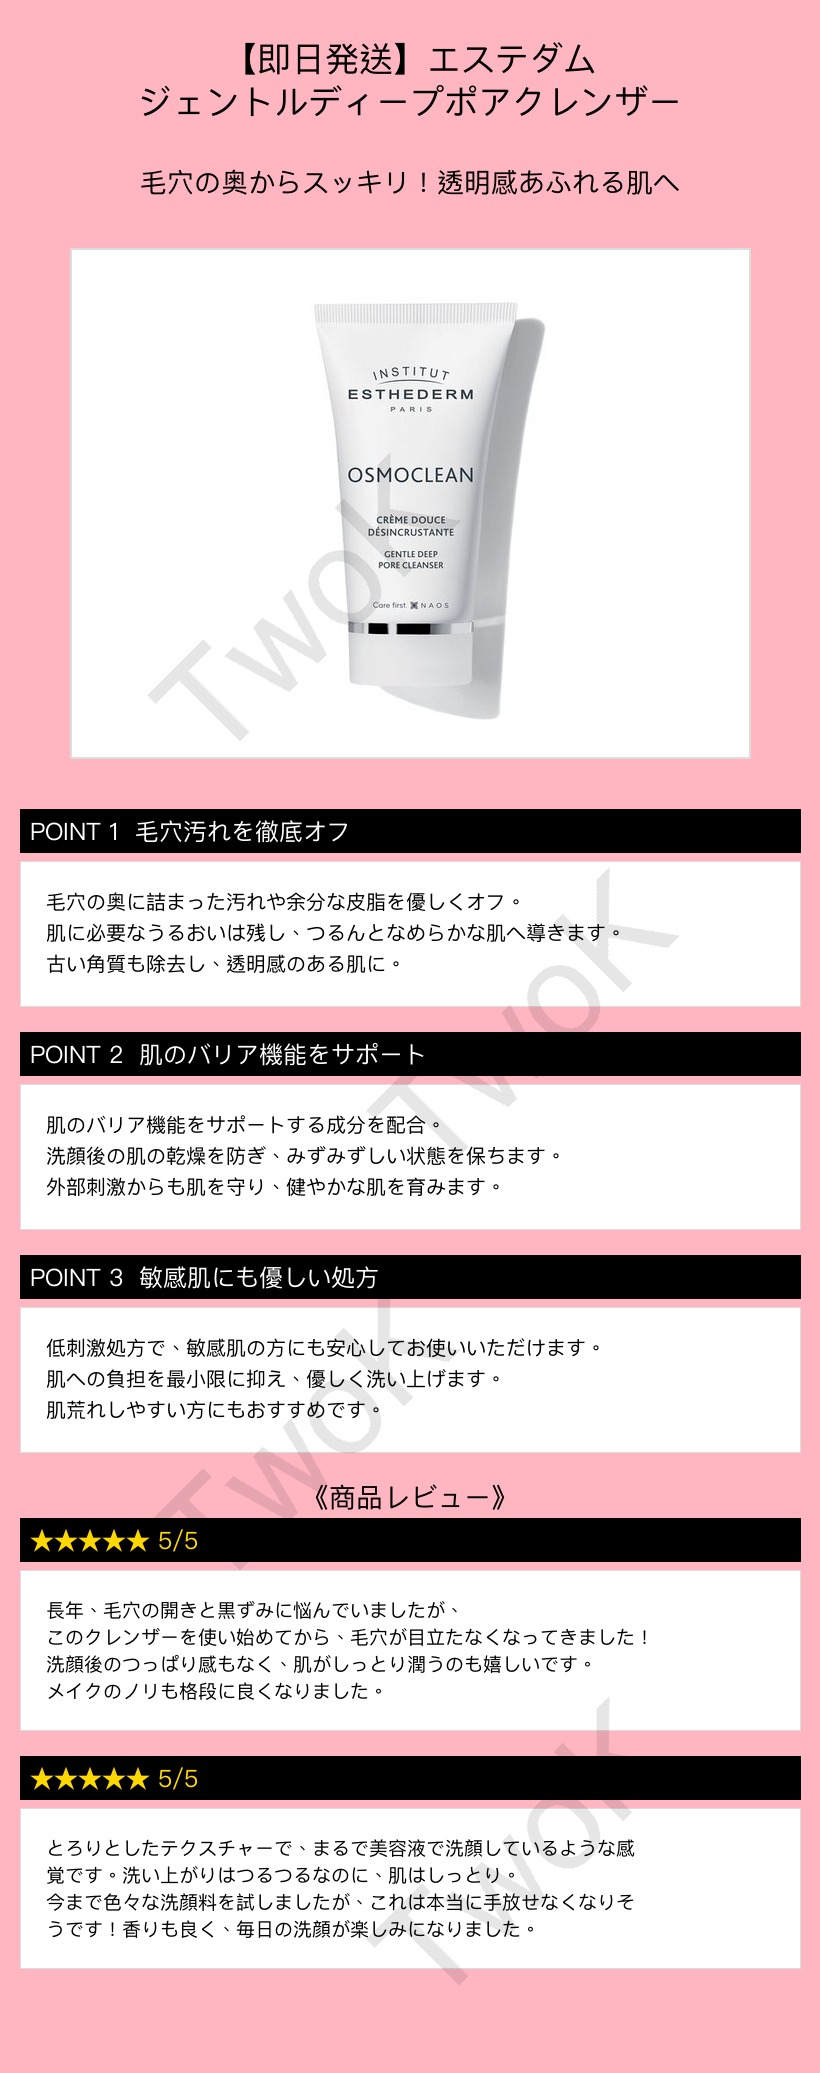 【即日発送】エステダム
ジェントルディープポアクレンザー
毛穴の奥からスッキリ！透明感あふれる肌へ
INSTITUT
ESTHEDERM
PARIS
OSMOCLEAN
CRÈME DOUCE
DÉSINCRUSTANTE
GENTLE DEEP
PORE CLEANSER
Care first. NAOS
TwoK
POINT 1 毛穴汚れを徹底オフ
毛穴の奥に詰まった汚れや余分な皮脂を優しくオフ。
肌に必要なうるおいは残し、つるんとなめらかな肌へ導きます。
古い角質も除去し、透明感のある肌に。
TwoK
POINT 2 肌のバリア機能をサポート
肌のバリア機能をサポートする成分を配合。
洗顔後の肌の乾燥を防ぎ、みずみずしい状態を保ちます。
外部刺激からも肌を守り、健やかな肌を育みます。
POINT 3 敏感肌にも優しい処方
低刺激処方で、敏感肌の方にも安心してお使いいただけます。
肌への負担を最小限に抑え、優しく洗い上げます。
肌荒れしやすい方にもおすすめです。
TwoK
《商品レビュー》
★★★★★ 5/5
長年、毛穴の開きと黒ずみに悩んでいましたが、
このクレンザーを使い始めてから、毛穴が目立たなくなってきました！
洗顔後のつっぱり感もなく、肌がしっとり潤うのも嬉しいです。
メイクのノリも格段に良くなりました。
★★★★★ 5/5
とろりとしたテクスチャーで、まるで美容液で洗顔しているような感
覚です。洗い上がりはつるつるなのに、肌はしっとり。
今まで色々な洗顔料を試しましたが、これは本当に手放せなくなりそ
うです！香りも良く、毎日の洗顔が楽しみになりました。
TwoK